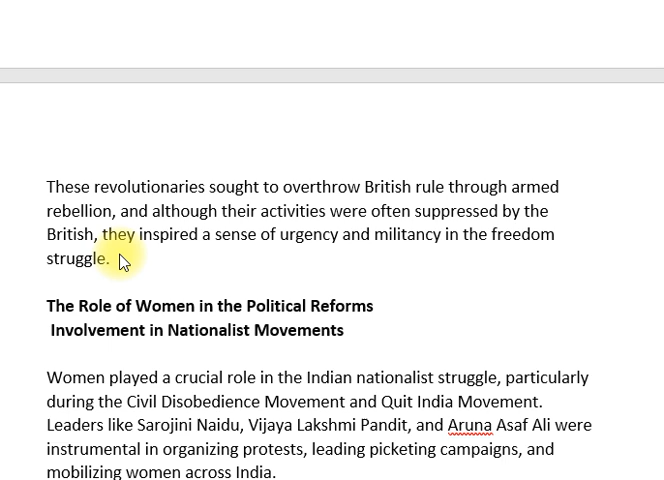 These revolutionaries sought to overthrow British rule through armed
rebellion, and although their activities were often suppressed by the
British, they inspired a sense of urgency and militancy in the freedom
struggle.
The Role of Women in the Political Reforms
Involvement in Nationalist Movements
Women played a crucial role in the Indian nationalist struggle, particularly
during the Civil Disobedience Movement and Quit India Movement.
Leaders like Sarojini Naidu, Vijaya Lakshmi Pandit, and Aruna Asaf Ali were
instrumental in organizing protests, leading picketing campaigns, and
mobilizing women across India.